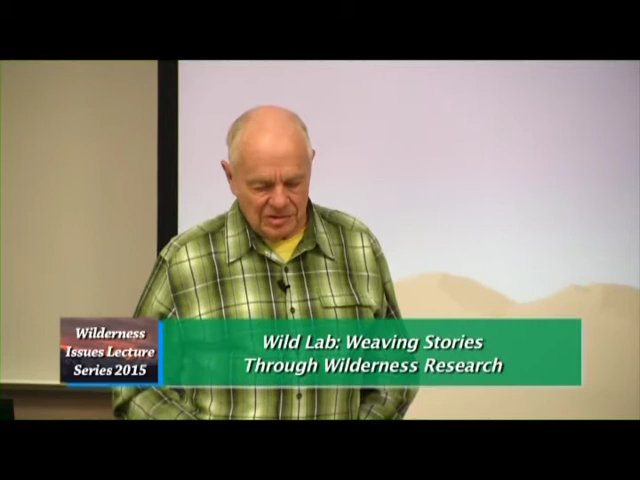 Wilderness
Issues Lecture
Series 2015
Wild Lab: Weaving Stories
Through Wilderness Research